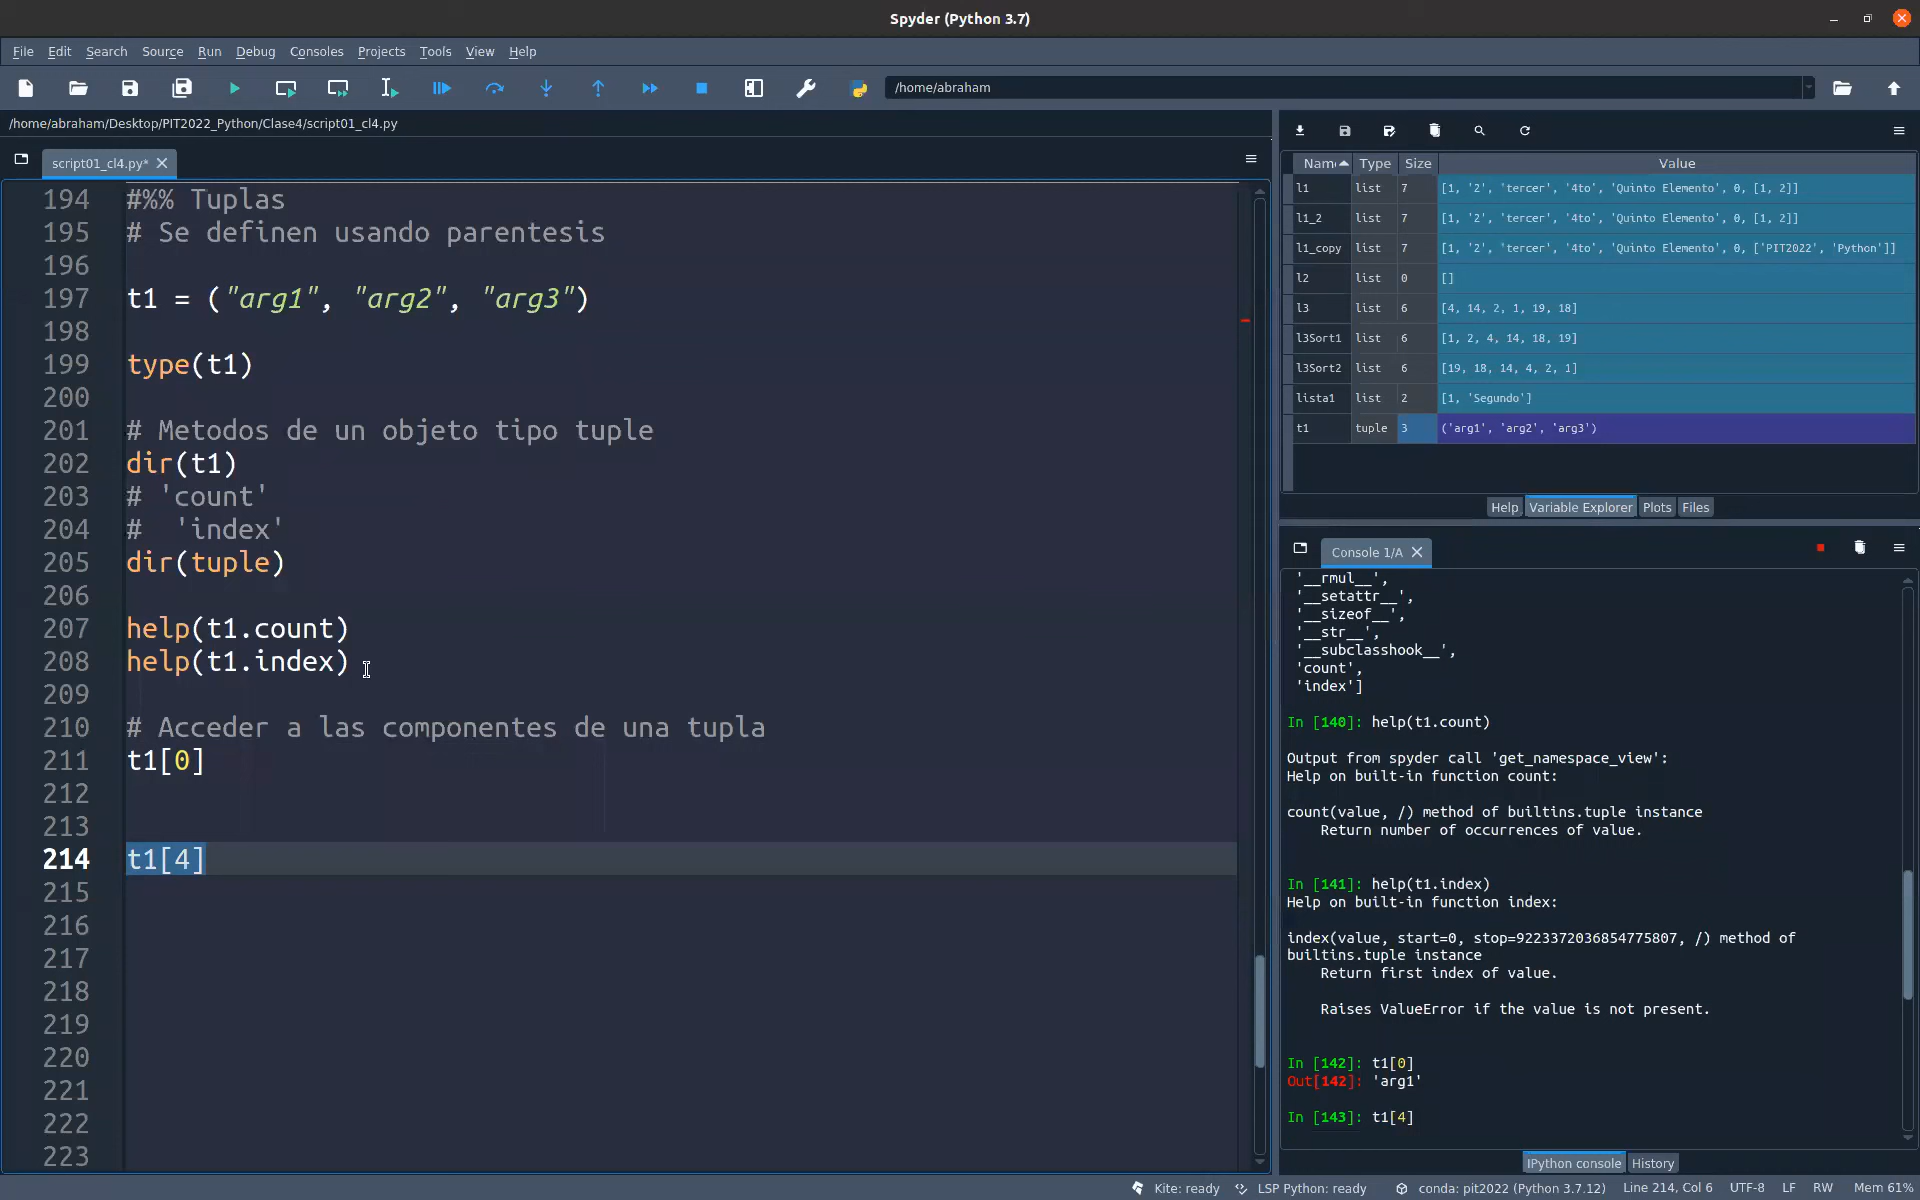 Spyder (Python 3.7)
File Edit Search Source Run Debug Consoles Projects Tools View Help
/home/abraham
/home/abraham/Desktop/PIT2022_Python/Clase4/script01_cl4.py
script01_cl4.py*
194 #%% Tuplas
195 # Se definen usando parentesis
196
197 t1 = ("arg1", "arg2", "arg3")
198
199 type(t1)
200
201 # Metodos de un objeto tipo tuple
202 dir(t1)
203 # 'count'
204 #  'index'
205 dir(tuple)
206
207 help(t1.count)
208 help(t1.index)
209
210 # Acceder a las componentes de una tupla
211 t1[0]
212
213
214 t1[4]
215
216
217
218
219
220
221
222
223
Name Type Size Value
l1 list 7 [1, '2', 'tercer', '4to', 'Quinto Elemento', 0, [1, 2]]
l1_2 list 7 [1, '2', 'tercer', '4to', 'Quinto Elemento', 0, [1, 2]]
l1_copy list 7 [1, '2', 'tercer', '4to', 'Quinto Elemento', 0, ['PIT2022', 'Python']]
l2 list 0 []
l3 list 6 [4, 14, 2, 1, 19, 18]
l3Sort1 list 6 [1, 2, 4, 14, 18, 19]
l3Sort2 list 6 [19, 18, 14, 4, 2, 1]
lista1 list 2 [1, 'Segundo']
t1 tuple 3 ('arg1', 'arg2', 'arg3')
Help Variable Explorer Plots Files
Console 1/A
'__rmul__',
'__setattr__',
'__sizeof__',
'__str__',
'__subclasshook__',
'count',
'index']
In [140]: help(t1.count)
Output from spyder call 'get_namespace_view':
Help on built-in function count:
count(value, /) method of builtins.tuple instance
Return number of occurrences of value.
In [141]: help(t1.index)
Help on built-in function index:
index(value, start=0, stop=9223372036854775807, /) method of
builtins.tuple instance
Return first index of value.
Raises ValueError if the value is not present.
In [142]: t1[0]
Out[142]: 'arg1'
In [143]: t1[4]
IPython console History
Kite: ready LSP Python: ready conda: pit2022 (Python 3.7.12) Line 214, Col 6 UTF-8 LF RW Mem 61%